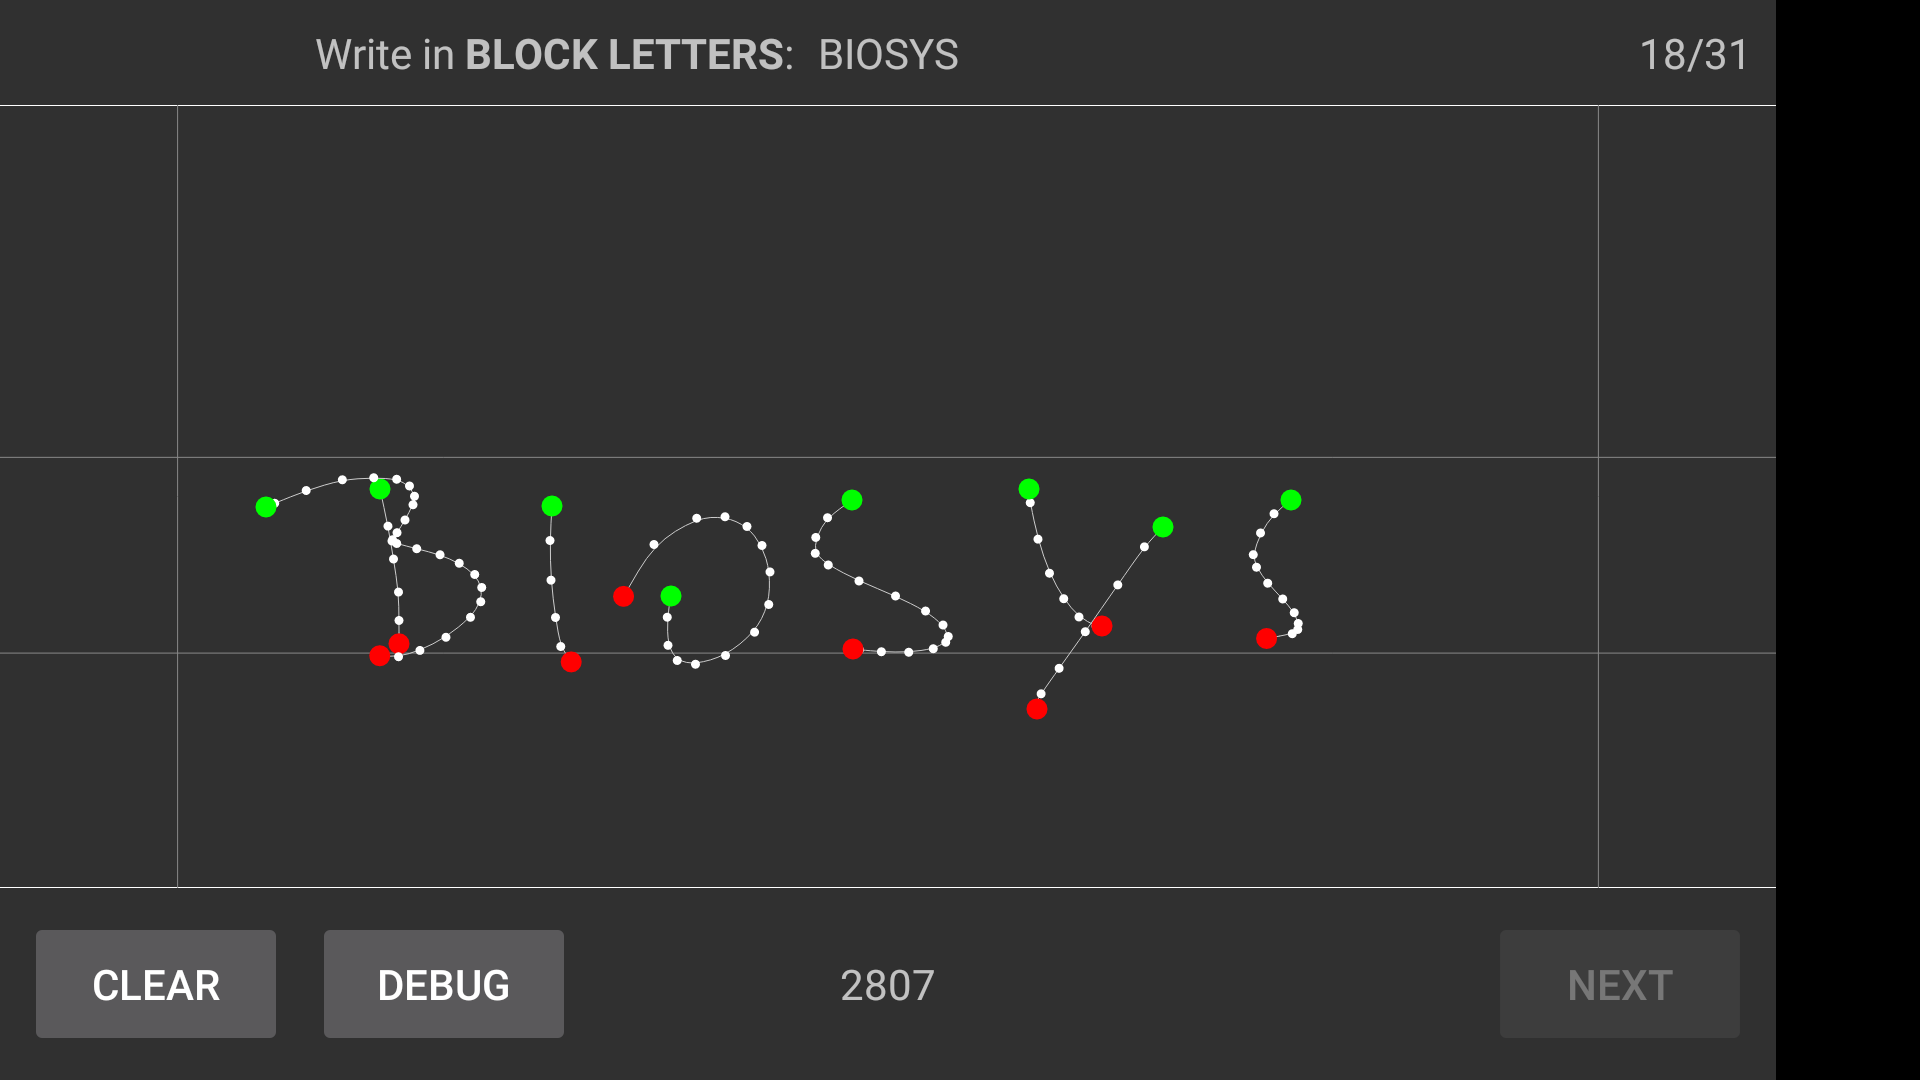 Write in BLOCK LETTERS: BIOSYS 18/31
BIOSYS
CLEAR DEBUG 2807 NEXT